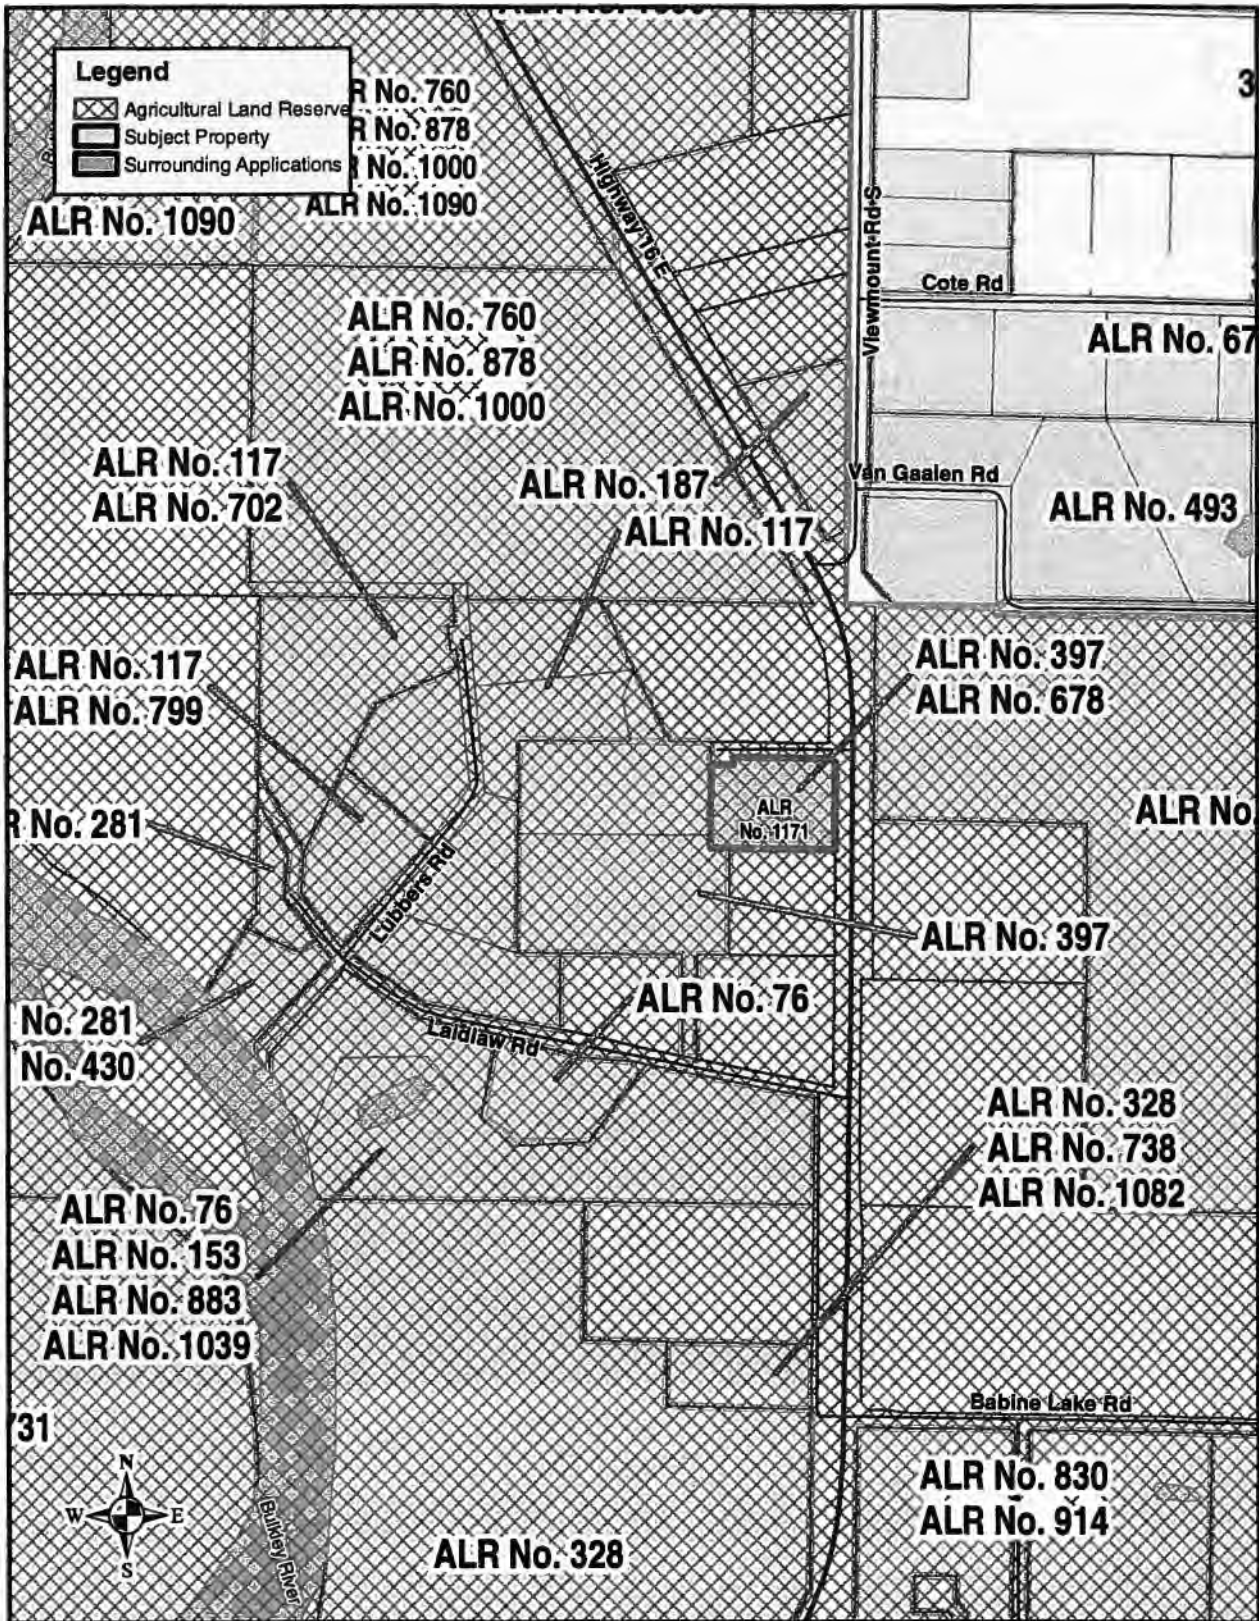 Legend
Agricultural Land Reserve
Subject Property
Surrounding Applications
R No. 760
R No. 878
No. 1000
ALR No. 1090
ALR No. 1090
3
Highway 16 E
Viewmount Rd S
Cote Rd
ALR No. 67
ALR No. 760
ALR No. 878
ALR No. 1000
ALR No. 117
ALR No. 702
ALR No. 187
ALR No. 117
Van Gaalen Rd
ALR No. 493
ALR No. 117
ALR No. 799
ALR No. 397
ALR No. 678
ALR
No. 1171
ALR No.
R No. 281
Lubbers Rd
ALR No. 397
No. 281
No. 430
ALR No. 76
Laidlaw Rd
ALR No. 328
ALR No. 738
ALR No. 1082
ALR No. 76
ALR No. 153
ALR No. 883
ALR No. 1039
Babine Lake Rd
731
N
W E
S
Bulkley River
ALR No. 830
ALR No. 914
ALR No. 328